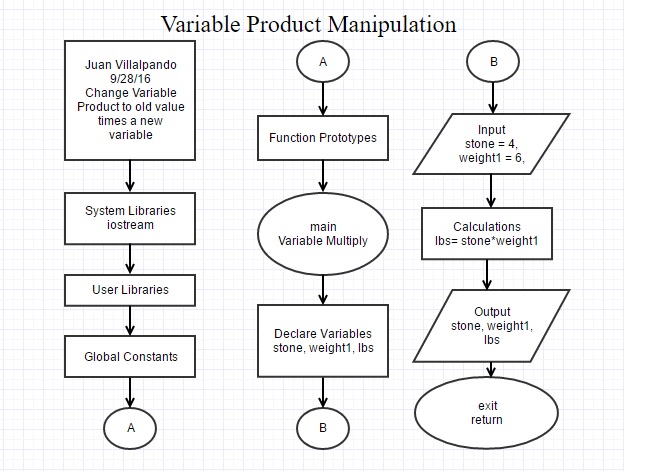 Variable Product Manipulation
Juan Villalpando
9/28/16
Change Variable
Product to old value
times a new
variable
System Libraries
iostream
User Libraries
Global Constants
A
A
Function Prototypes
main
Variable Multiply
Declare Variables
stone, weight1, lbs
B
B
Input
stone = 4,
weight1 = 6,
Calculations
lbs= stone*weight1
Output
stone, weight1,
lbs
exit
return